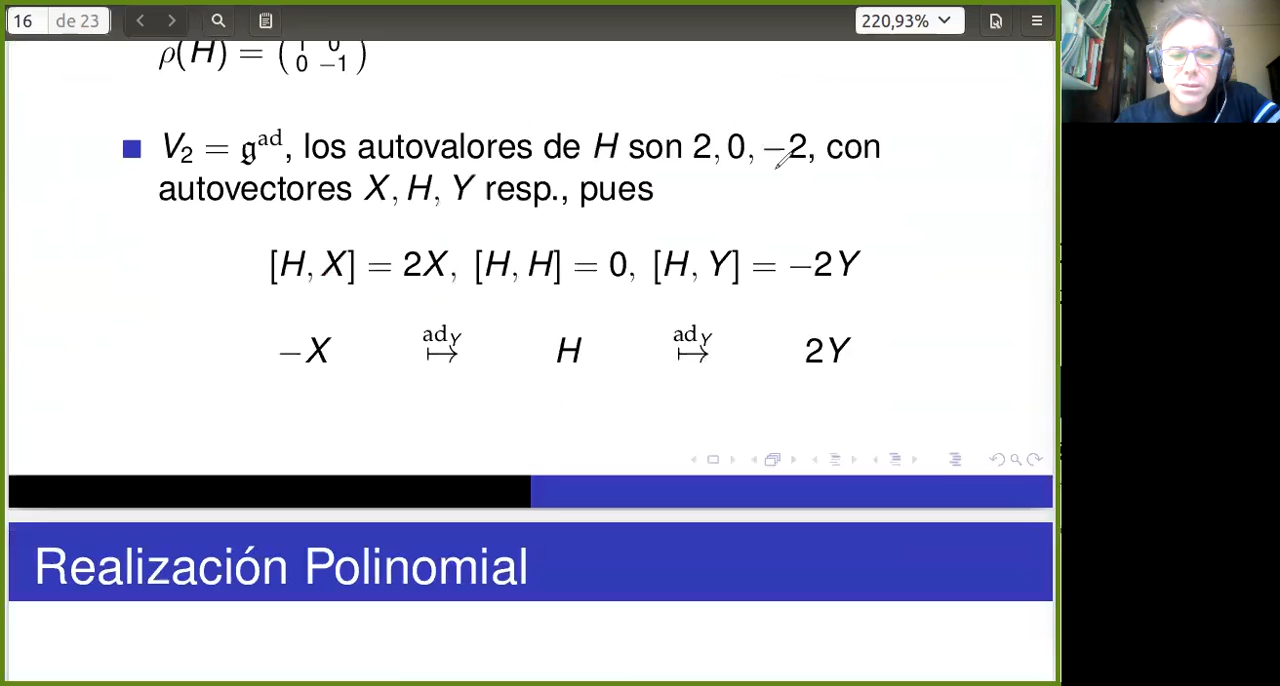 16 de 23 220,93%
ρ(H) = ( 1 0
0 −1 )
V₂ = 𝔤^ad, los autovalores de H son 2, 0, −2, con
autovectores X, H, Y resp., pues
[H, X] = 2X, [H, H] = 0, [H, Y] = −2Y
−X ad_Y ↦ H ad_Y ↦ 2Y
Realización Polinomial